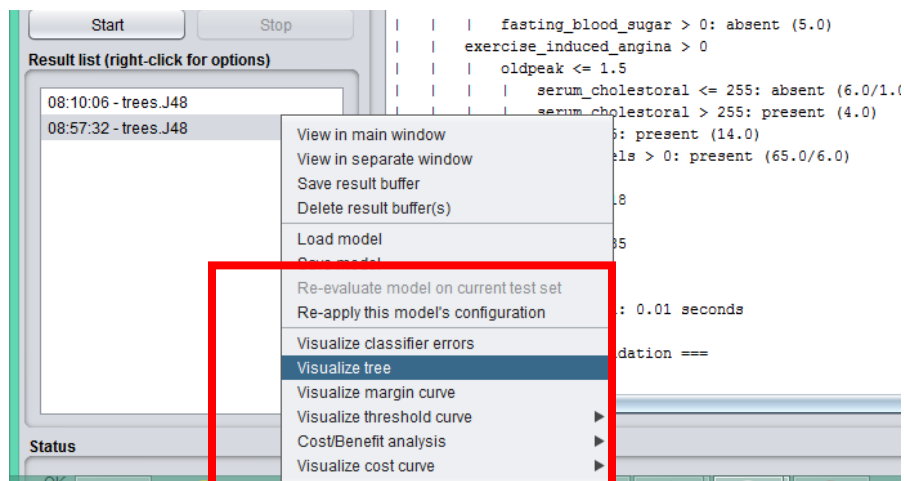 Start
Stop
Result list (right-click for options)
08:10:06 - trees.J48
08:57:32 - trees.J48
| | | fasting_blood_sugar > 0: absent (5.0)
| | exercise_induced_angina > 0
| | | oldpeak <= 1.5
| | | | serum_cholestoral <= 255: absent (6.0/1.0
| | | | serum_cholestoral > 255: present (4.0)
5: present (14.0)
els > 0: present (65.0/6.0)
18
35
: 0.01 seconds
dation ===
View in main window
View in separate window
Save result buffer
Delete result buffer(s)
Load model
Save model
Re-evaluate model on current test set
Re-apply this model's configuration
Visualize classifier errors
Visualize tree
Visualize margin curve
Visualize threshold curve
Cost/Benefit analysis
Visualize cost curve
Status
OK